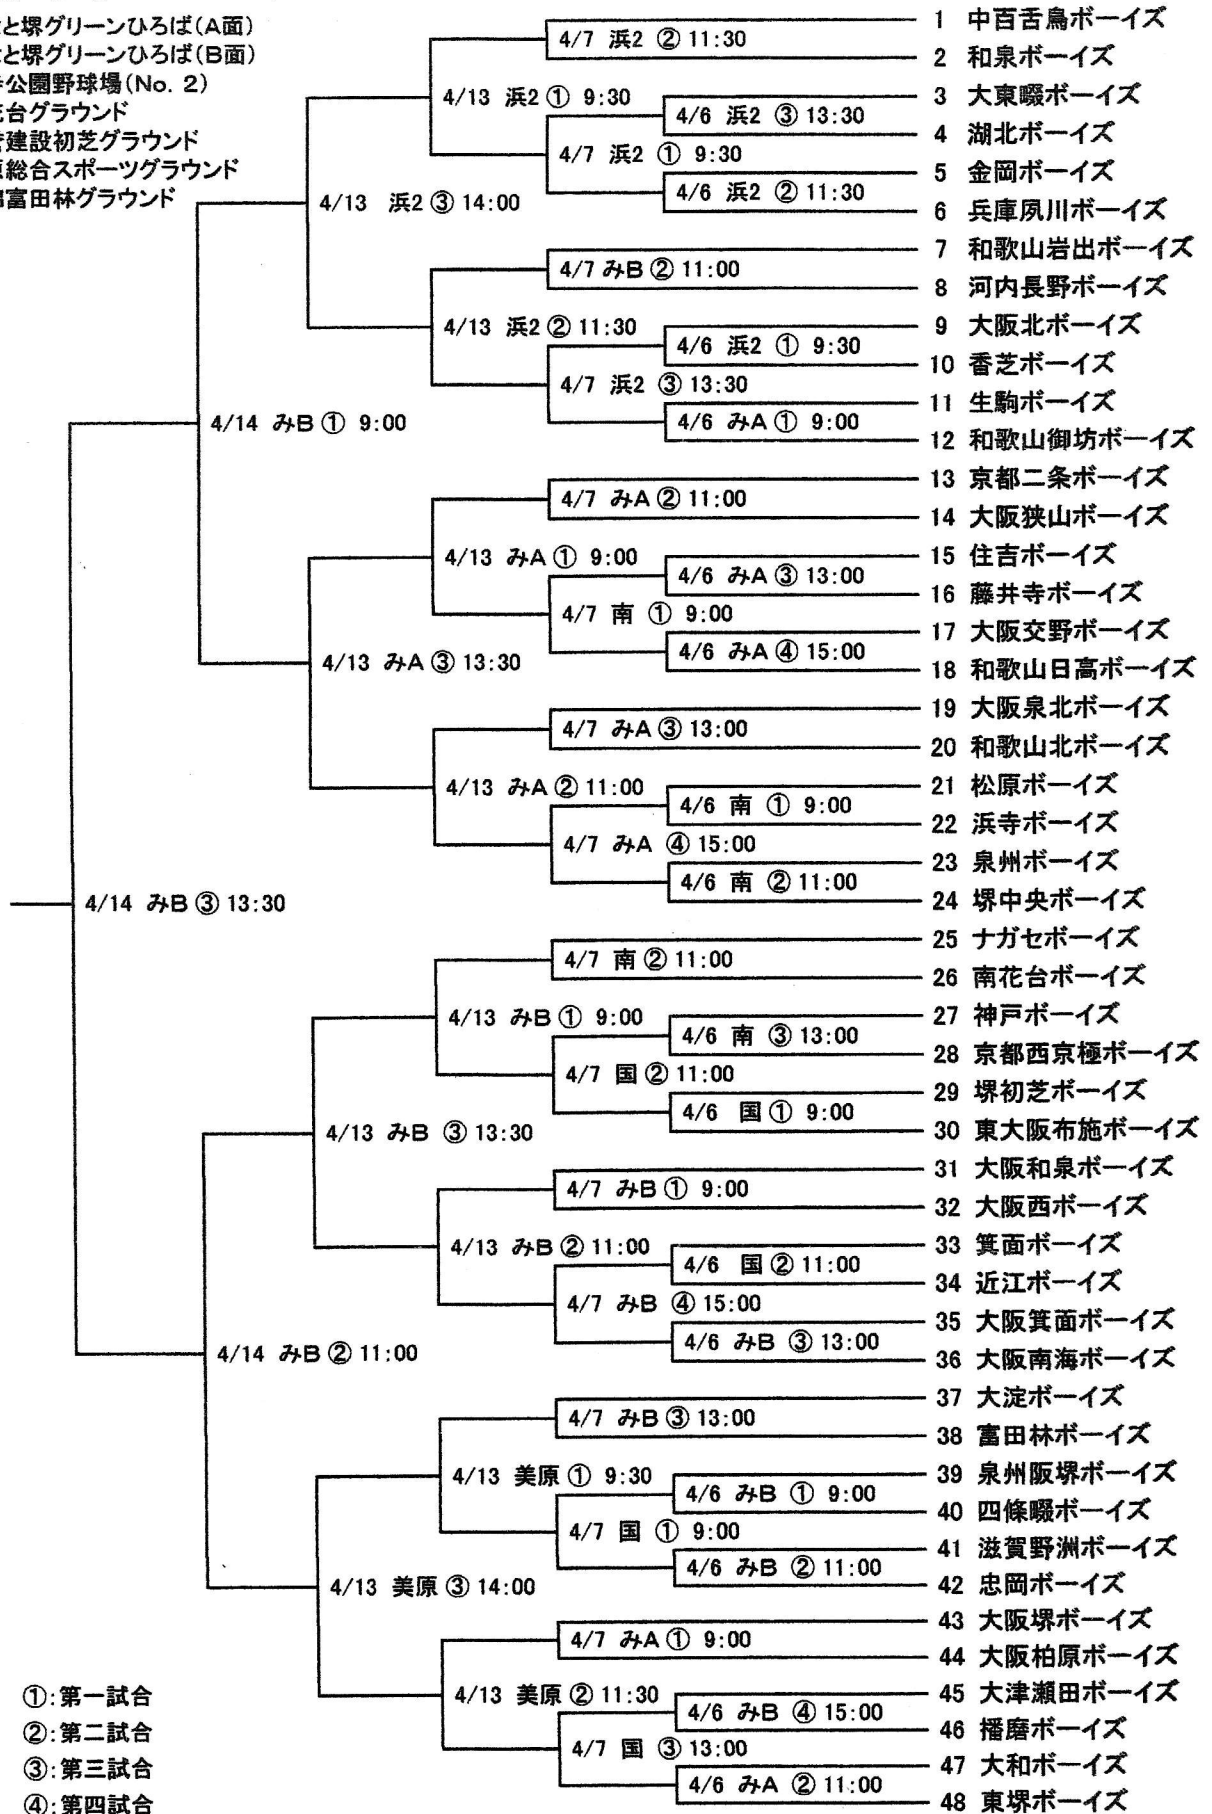 と堺グリーンひろば(A面)
と堺グリーンひろば(B面)
公園野球場(No. 2)
台グラウンド
建設初芝グラウンド
総合スポーツグラウンド
富田林グラウンド
1 中百舌鳥ボーイズ
4/7 浜2 ② 11:30
2 和泉ボーイズ
4/13 浜2 ① 9:30
3 大東畷ボーイズ
4/6 浜2 ③ 13:30
4 湖北ボーイズ
4/7 浜2 ① 9:30
5 金岡ボーイズ
4/6 浜2 ② 11:30
6 兵庫夙川ボーイズ
4/13 浜2 ③ 14:00
7 和歌山岩出ボーイズ
4/7 みB ② 11:00
8 河内長野ボーイズ
4/13 浜2 ② 11:30
9 大阪北ボーイズ
4/6 浜2 ① 9:30
10 香芝ボーイズ
4/7 浜2 ③ 13:30
11 生駒ボーイズ
4/6 みA ① 9:00
12 和歌山御坊ボーイズ
4/14 みB ① 9:00
13 京都二条ボーイズ
4/7 みA ② 11:00
14 大阪狭山ボーイズ
4/13 みA ① 9:00
15 住吉ボーイズ
4/6 みA ③ 13:00
16 藤井寺ボーイズ
4/7 南 ① 9:00
17 大阪交野ボーイズ
4/6 みA ④ 15:00
18 和歌山日高ボーイズ
4/13 みA ③ 13:30
19 大阪泉北ボーイズ
4/7 みA ③ 13:00
20 和歌山北ボーイズ
4/13 みA ② 11:00
21 松原ボーイズ
4/6 南 ① 9:00
22 浜寺ボーイズ
4/7 みA ④ 15:00
23 泉州ボーイズ
4/6 南 ② 11:00
24 堺中央ボーイズ
4/14 みB ③ 13:30
25 ナガセボーイズ
4/7 南 ② 11:00
26 南花台ボーイズ
4/13 みB ① 9:00
27 神戸ボーイズ
4/6 南 ③ 13:00
28 京都西京極ボーイズ
4/7 国 ② 11:00
29 堺初芝ボーイズ
4/6 国 ① 9:00
30 東大阪布施ボーイズ
4/13 みB ③ 13:30
31 大阪和泉ボーイズ
4/7 みB ① 9:00
32 大阪西ボーイズ
4/13 みB ② 11:00
33 箕面ボーイズ
4/6 国 ② 11:00
34 近江ボーイズ
4/7 みB ④ 15:00
35 大阪箕面ボーイズ
4/6 みB ③ 13:00
36 大阪南海ボーイズ
4/14 みB ② 11:00
37 大淀ボーイズ
4/7 みB ③ 13:00
38 富田林ボーイズ
4/13 美原 ① 9:30
39 泉州阪堺ボーイズ
4/6 みB ① 9:00
40 四條畷ボーイズ
4/7 国 ① 9:00
41 滋賀野洲ボーイズ
4/6 みB ② 11:00
42 忠岡ボーイズ
4/13 美原 ③ 14:00
43 大阪堺ボーイズ
4/7 みA ① 9:00
44 大阪柏原ボーイズ
4/13 美原 ② 11:30
45 大津瀬田ボーイズ
4/6 みB ④ 15:00
46 播磨ボーイズ
4/7 国 ③ 13:00
47 大和ボーイズ
4/6 みA ② 11:00
48 東堺ボーイズ
①:第一試合
②:第二試合
③:第三試合
④:第四試合